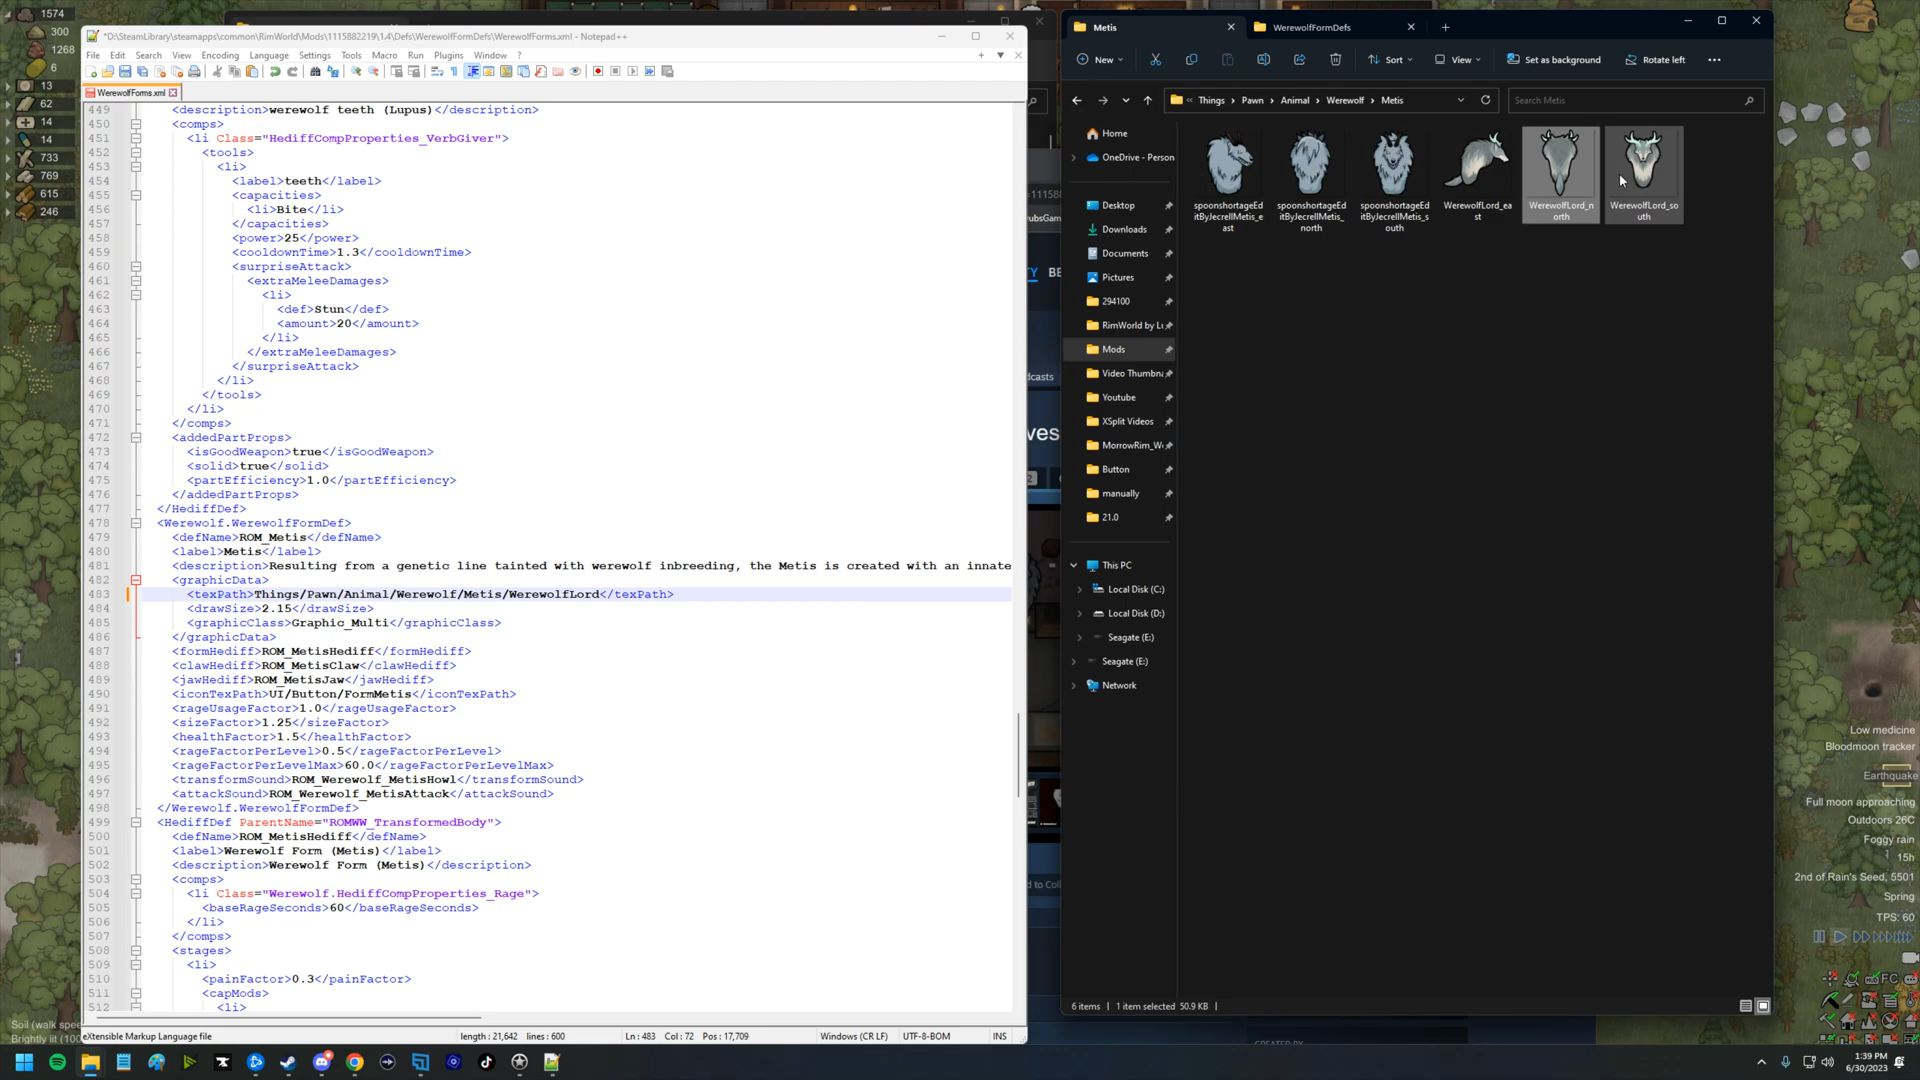 1574
300
1268
6
13
62
14
14
733
769
615
246
*D:\SteamLibrary\steamapps\common\RimWorld\Mods\1115882219\1.4\Defs\WerewolfFormDefs\WerewolfForms.xml - Notepad++
File Edit Search View Encoding Language Settings Tools Macro Run Plugins Window ?
WerewolfForms.xml
449 <description>werewolf teeth (Lupus)</description>
450 <comps>
451 <li Class="HediffCompProperties_VerbGiver">
452 <tools>
453 <li>
454 <label>teeth</label>
455 <capacities>
456 <li>Bite</li>
457 </capacities>
458 <power>25</power>
459 <cooldownTime>1.3</cooldownTime>
460 <surpriseAttack>
461 <extraMeleeDamages>
462 <li>
463 <def>Stun</def>
464 <amount>20</amount>
465 </li>
466 </extraMeleeDamages>
467 </surpriseAttack>
468 </li>
469 </tools>
470 </li>
471 </comps>
472 <addedPartProps>
473 <isGoodWeapon>true</isGoodWeapon>
474 <solid>true</solid>
475 <partEfficiency>1.0</partEfficiency>
476 </addedPartProps>
477 </HediffDef>
478 <Werewolf.WerewolfFormDef>
479 <defName>ROM_Metis</defName>
480 <label>Metis</label>
481 <description>Resulting from a genetic line tainted with werewolf inbreeding, the Metis is created with an innate
482 <graphicData>
483 <texPath>Things/Pawn/Animal/Werewolf/Metis/WerewolfLord</texPath>
484 <drawSize>2.15</drawSize>
485 <graphicClass>Graphic_Multi</graphicClass>
486 </graphicData>
487 <formHediff>ROM_MetisHediff</formHediff>
488 <clawHediff>ROM_MetisClaw</clawHediff>
489 <jawHediff>ROM_MetisJaw</jawHediff>
490 <iconTexPath>UI/Button/FormMetis</iconTexPath>
491 <rageUsageFactor>1.0</rageUsageFactor>
492 <sizeFactor>1.25</sizeFactor>
493 <healthFactor>1.5</healthFactor>
494 <rageFactorPerLevel>0.5</rageFactorPerLevel>
495 <rageFactorPerLevelMax>60.0</rageFactorPerLevelMax>
496 <transformSound>ROM_Werewolf_MetisHowl</transformSound>
497 <attackSound>ROM_Werewolf_MetisAttack</attackSound>
498 </Werewolf.WerewolfFormDef>
499 <HediffDef ParentName="ROMWW_TransformedBody">
500 <defName>ROM_MetisHediff</defName>
501 <label>Werewolf Form (Metis)</label>
502 <description>Werewolf Form (Metis)</description>
503 <comps>
504 <li Class="Werewolf.HediffCompProperties_Rage">
505 <baseRageSeconds>60</baseRageSeconds>
506 </li>
507 </comps>
508 <stages>
509 <li>
510 <painFactor>0.3</painFactor>
511 <capMods>
512 <li>
eXtensible Markup Language file length : 21,642 lines : 600 Ln : 483 Col : 72 Pos : 17,709 Windows (CR LF) UTF-8-BOM INS
Soil (walk spee
Brightly lit (100
Metis
WerewolfFormDefs
New Sort View Set as background Rotate left
Things > Pawn > Animal > Werewolf > Metis
Search Metis
Home
OneDrive - Person
Desktop
Downloads
Documents
Pictures
294100
RimWorld by Lu
Mods
Video Thumbna
Youtube
XSplit Videos
MorrowRim_W
Button
manually
21.0
This PC
Local Disk (C:)
Local Disk (D:)
Seagate (E:)
Seagate (E:)
Network
spoonshortageEditByJecrellMetis_east
spoonshortageEditByJecrellMetis_north
spoonshortageEditByJecrellMetis_south
WerewolfLord_east
WerewolfLord_north
WerewolfLord_south
6 items 1 item selected 50.9 KB
Low medicine
Bloodmoon tracker
Earthquake
Full moon approaching
Outdoors 26C
Foggy rain
15h
2nd of Rain's Seed, 5501
Spring
TPS: 60
FC
1:39 PM
6/30/2023